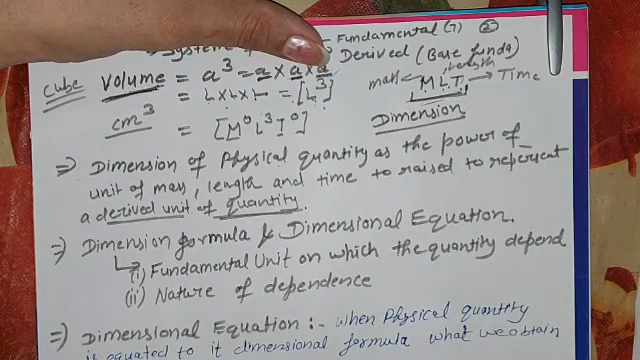 System of Fundamental (7)
Derived (Base funda)
Cube Volume = a³ = a × a × a mass ← M L T → Time Length
= L × L × L = [L³] Dimension
cm³ = [M⁰ L³ T⁰]
⇒ Dimension of Physical quantity as the power of
unit of mass, length and time to raised to represent
a derived unit of quantity.
⇒ Dimension formula & Dimensional Equation.
(i) Fundamental Unit on which the quantity depend
(ii) Nature of dependence
⇒ Dimensional Equation :- when Physical quantity
is equated to it dimensional formula what we obtain